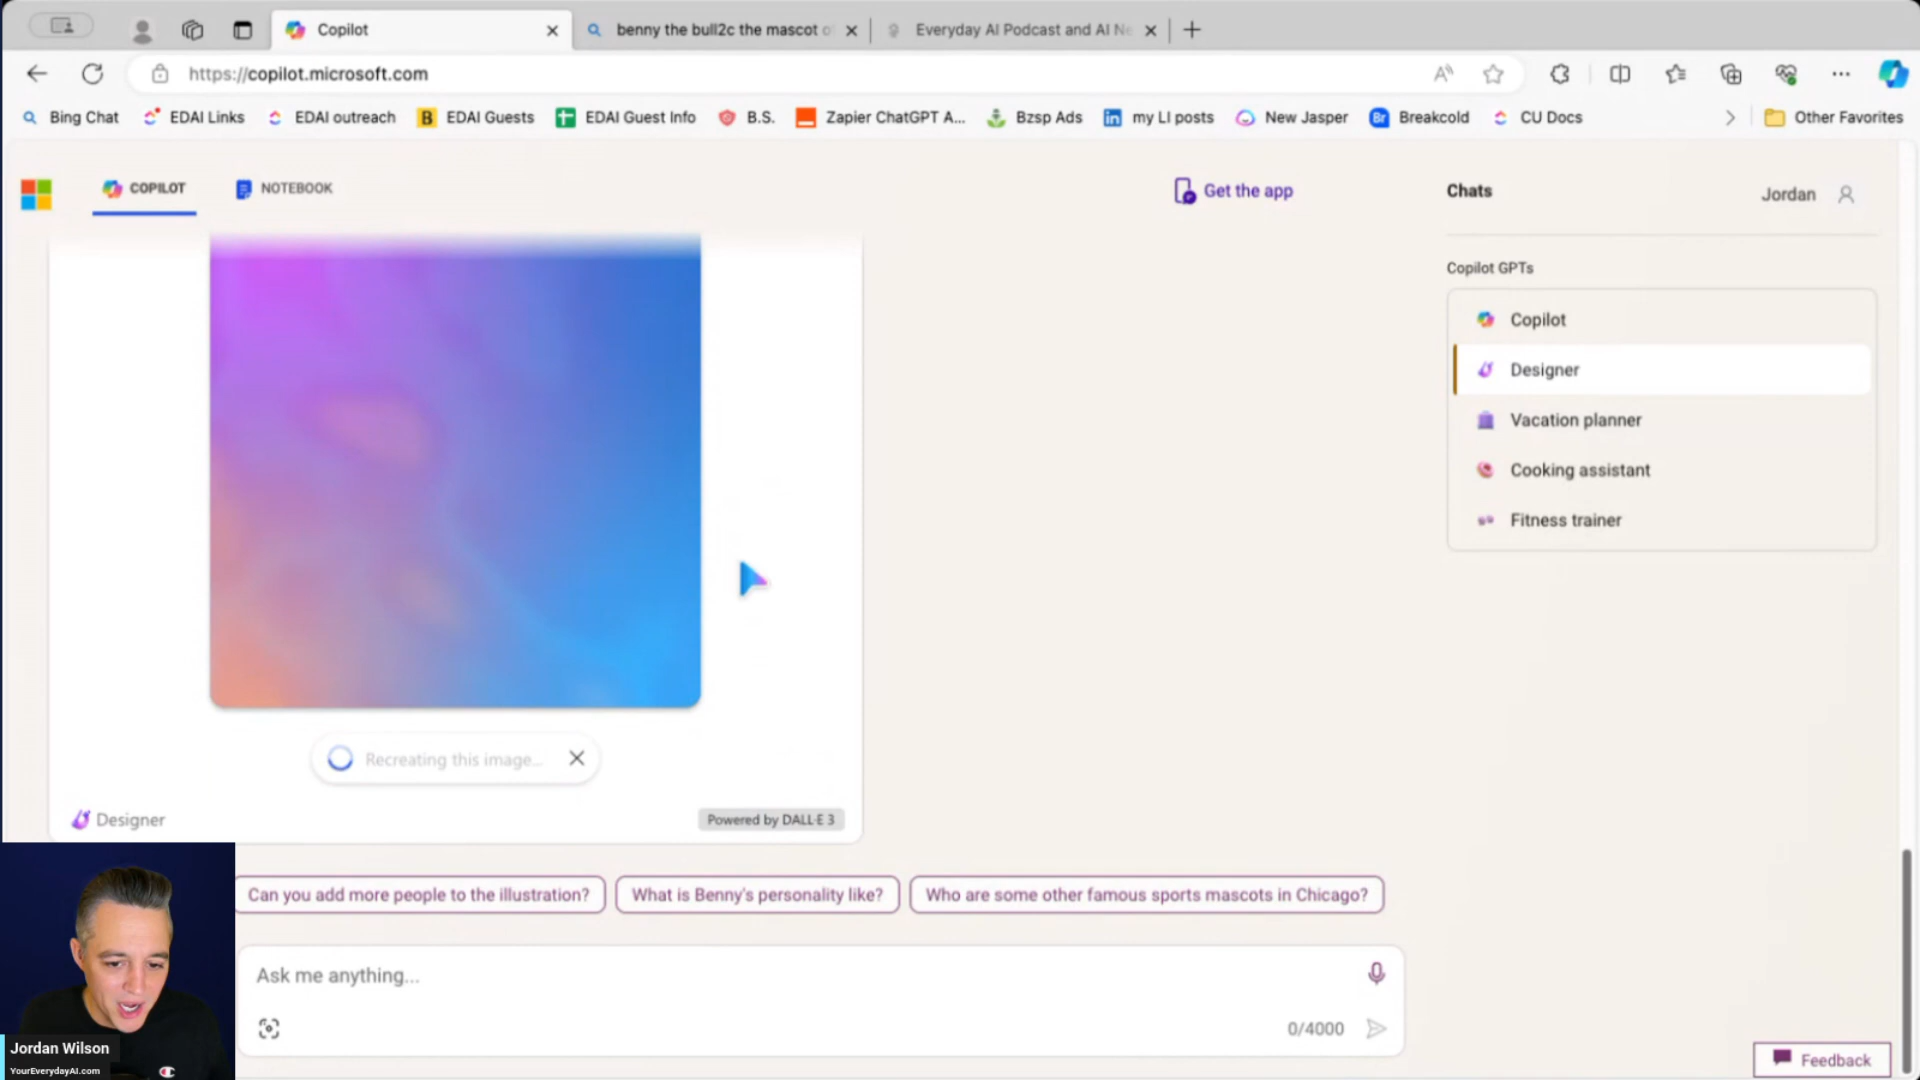 Copilot
benny the bull2c the mascot o
Everyday AI Podcast and AI Ne
https://copilot.microsoft.com
Bing Chat
EDAI Links
EDAI outreach
EDAI Guests
EDAI Guest Info
B.S.
Zapier ChatGPT A...
Bzsp Ads
my LI posts
New Jasper
Breakcold
CU Docs
Other Favorites
COPILOT
NOTEBOOK
Get the app
Chats
Jordan
Copilot GPTs
Copilot
Designer
Vacation planner
Cooking assistant
Fitness trainer
Recreating this image...
Designer
Powered by DALL·E 3
Can you add more people to the illustration?
What is Benny's personality like?
Who are some other famous sports mascots in Chicago?
Ask me anything...
0/4000
Feedback
Jordan Wilson
YourEverydayAI.com